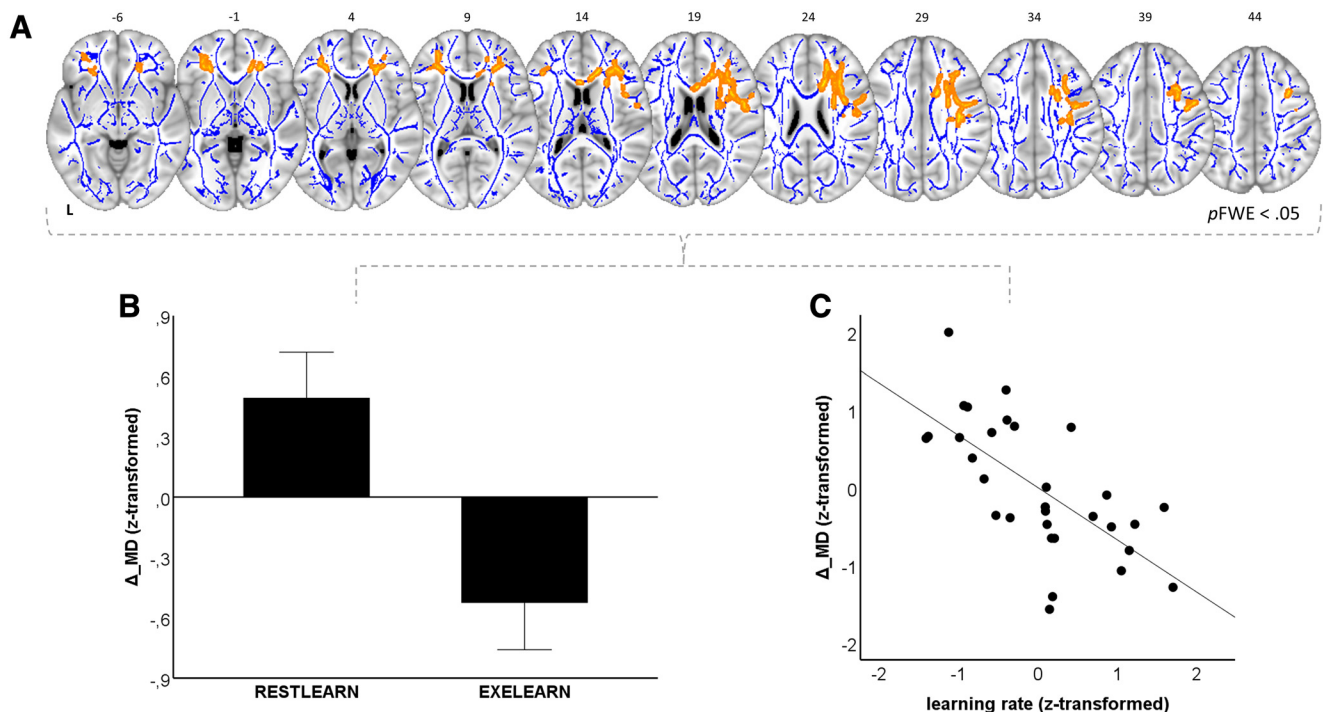 -6 -1 4 9 14 19 24 29 34 39 44
A
L
pFWE < .05
B
,9
,6
,3
,0
-,3
-,6
-,9
Δ_MD (z-transformed)
RESTLEARN EXELEARN
C
2
1
0
-1
-2
Δ_MD (z-transformed)
-2 -1 0 1 2
learning rate (z-transformed)